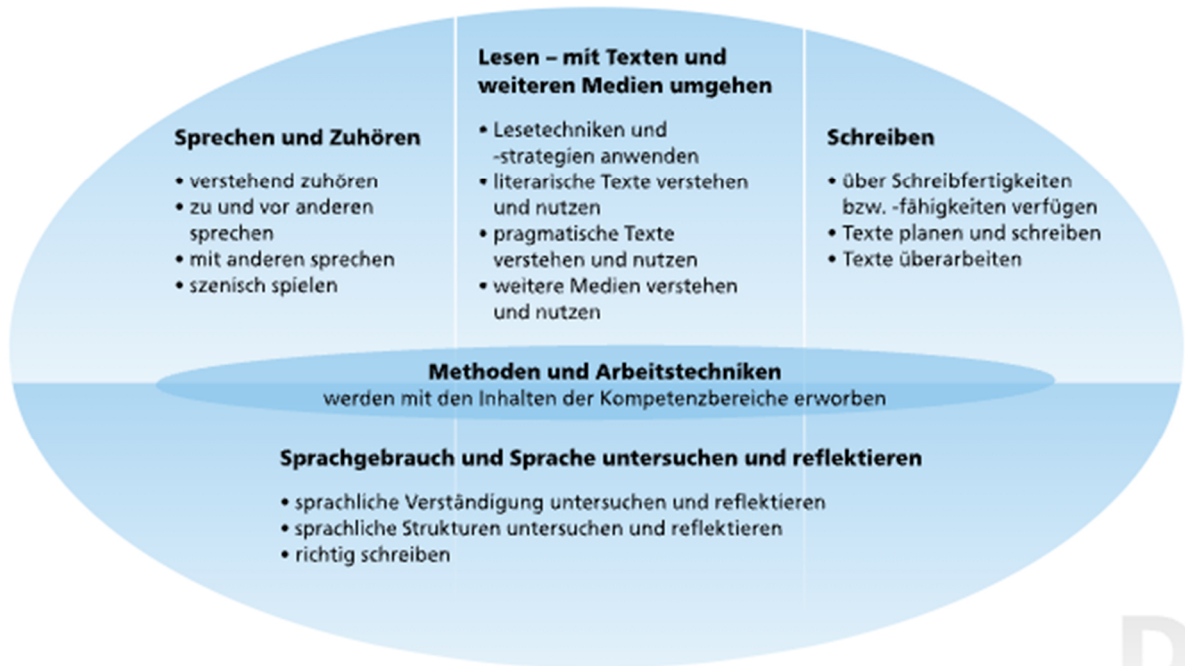 Sprechen und Zuhören
• verstehend zuhören
• zu und vor anderen
sprechen
• mit anderen sprechen
• szenisch spielen
Lesen – mit Texten und
weiteren Medien umgehen
• Lesetechniken und
-strategien anwenden
• literarische Texte verstehen
und nutzen
• pragmatische Texte
verstehen und nutzen
• weitere Medien verstehen
und nutzen
Schreiben
• über Schreibfertigkeiten
bzw. -fähigkeiten verfügen
• Texte planen und schreiben
• Texte überarbeiten
Methoden und Arbeitstechniken
werden mit den Inhalten der Kompetenzbereiche erworben
Sprachgebrauch und Sprache untersuchen und reflektieren
• sprachliche Verständigung untersuchen und reflektieren
• sprachliche Strukturen untersuchen und reflektieren
• richtig schreiben